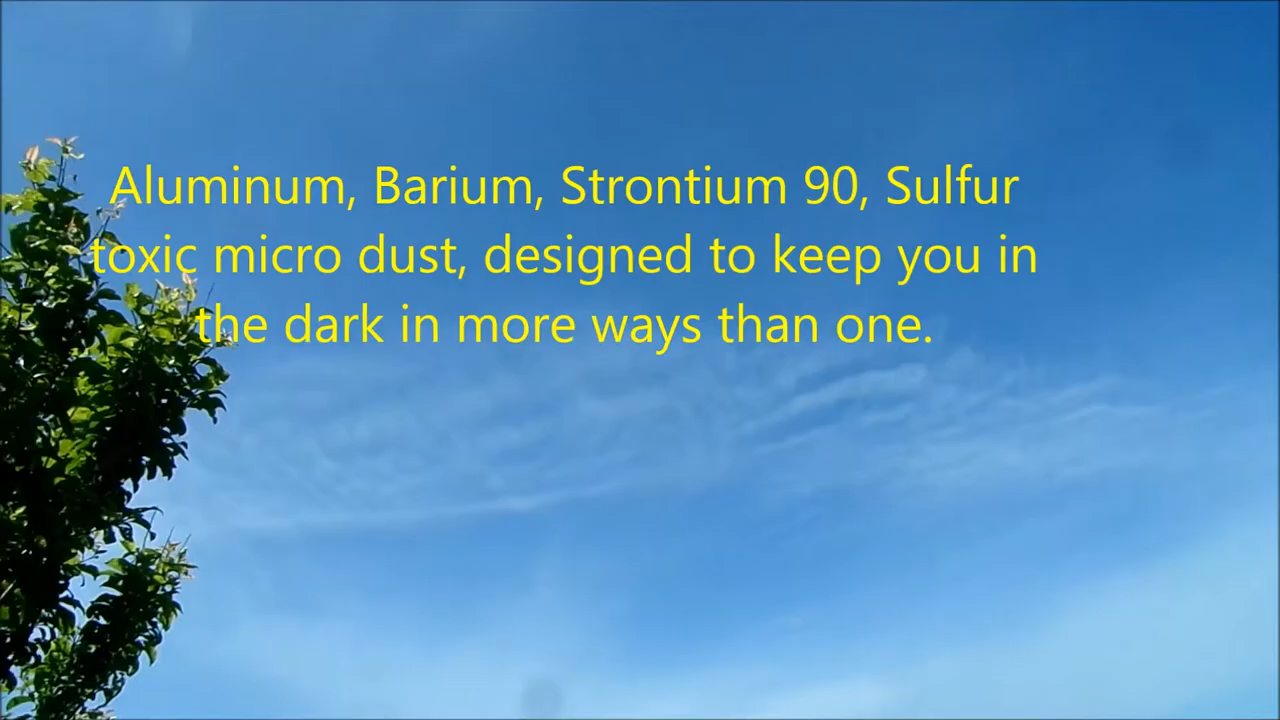 Aluminum, Barium, Strontium 90, Sulfur
toxic micro dust, designed to keep you in
the dark in more ways than one.